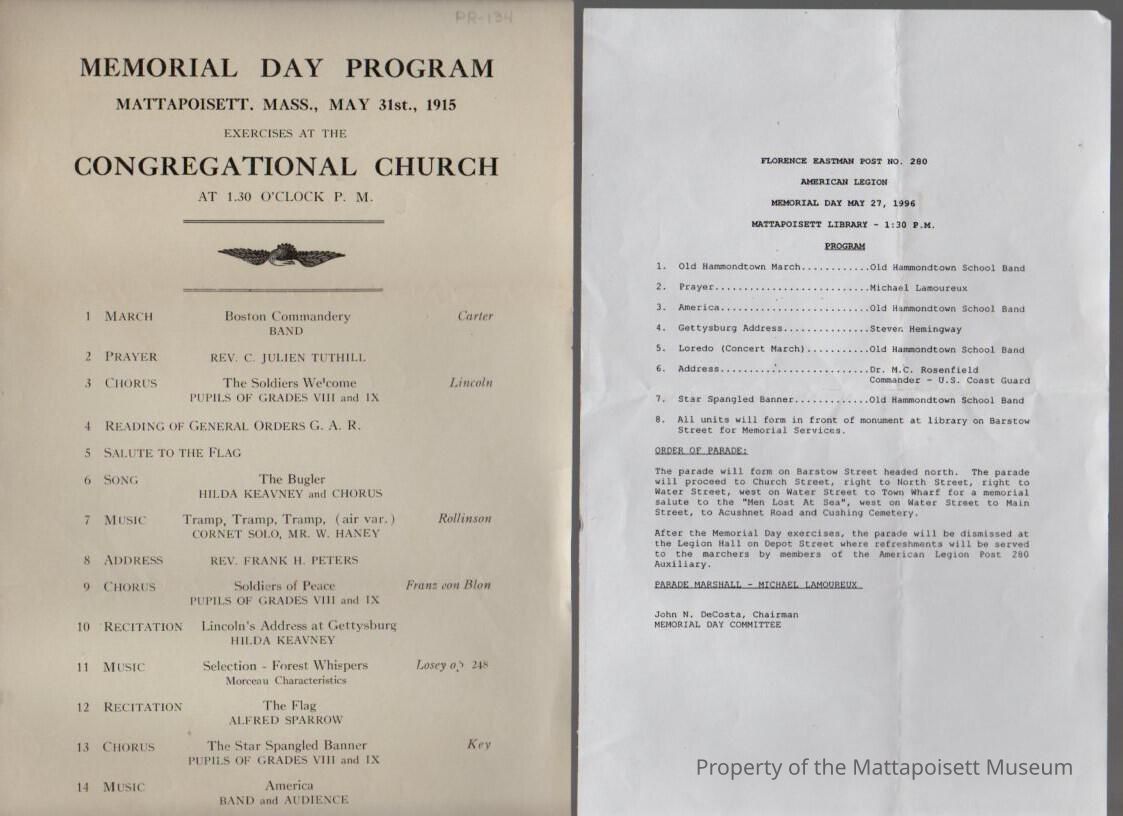 PR-134
MEMORIAL DAY PROGRAM
MATTAPOISETT. MASS., MAY 31st., 1915
EXERCISES AT THE
CONGREGATIONAL CHURCH
AT 1.30 O'CLOCK P. M.
1 MARCH Boston Commandery Carter
BAND
2 PRAYER REV. C. JULIEN TUTHILL
3 CHORUS The Soldiers Welcome Lincoln
PUPILS OF GRADES VIII and IX
4 READING OF GENERAL ORDERS G. A. R.
5 SALUTE TO THE FLAG
6 SONG The Bugler
HILDA KEAVNEY and CHORUS
7 MUSIC Tramp, Tramp, Tramp, (air var.) Rollinson
CORNET SOLO, MR. W. HANEY
8 ADDRESS REV. FRANK H. PETERS
9 CHORUS Soldiers of Peace Franz von Blon
PUPILS OF GRADES VIII and IX
10 RECITATION Lincoln's Address at Gettysburg
HILDA KEAVNEY
11 MUSIC Selection - Forest Whispers Losey op 248
Morceau Characteristics
12 RECITATION The Flag
ALFRED SPARROW
13 CHORUS The Star Spangled Banner Key
PUPILS OF GRADES VIII and IX
14 MUSIC America
BAND and AUDIENCE
FLORENCE EASTMAN POST NO. 280
AMERICAN LEGION
MEMORIAL DAY MAY 27, 1996
MATTAPOISETT LIBRARY - 1:30 P.M.
PROGRAM
1. Old Hammondtown March...........Old Hammondtown School Band
2. Prayer.........................Michael Lamoureux
3. America........................Old Hammondtown School Band
4. Gettysburg Address..............Steven Hemingway
5. Loredo (Concert March)..........Old Hammondtown School Band
6. Address........................Dr. M.C. Rosenfield
Commander - U.S. Coast Guard
7. Star Spangled Banner............Old Hammondtown School Band
8. All units will form in front of monument at library on Barstow
Street for Memorial Services.
ORDER OF PARADE:
The parade will form on Barstow Street headed north. The parade
will proceed to Church Street, right to North Street, right to
Water Street, west on Water Street to Town Wharf for a memorial
salute to the "Men Lost At Sea", west on Water Street to Main
Street, to Acushnet Road and Cushing Cemetery.
After the Memorial Day exercises, the parade will be dismissed at
the Legion Hall on Depot Street where refreshments will be served
to the marchers by members of the American Legion Post 280
Auxiliary.
PARADE MARSHALL - MICHAEL LAMOUREUX
John N. DeCosta, Chairman
MEMORIAL DAY COMMITTEE
Property of the Mattapoisett Museum